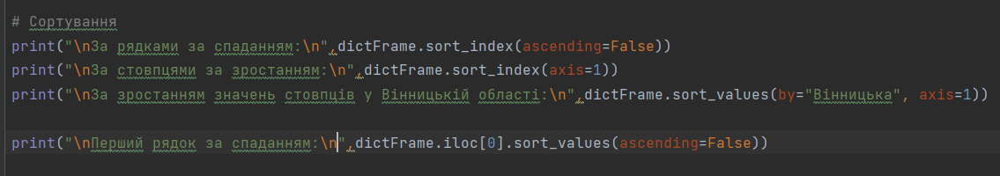 # Сортування
print("\nЗа рядками за спаданням:\n",dictFrame.sort_index(ascending=False))
print("\nЗа стовпцями за зростанням:\n",dictFrame.sort_index(axis=1))
print("\nЗа зростанням значень стовпців у Вінницькій області:\n",dictFrame.sort_values(by="Вінницька", axis=1))
print("\nПерший рядок за спаданням:\n",dictFrame.iloc[0].sort_values(ascending=False))